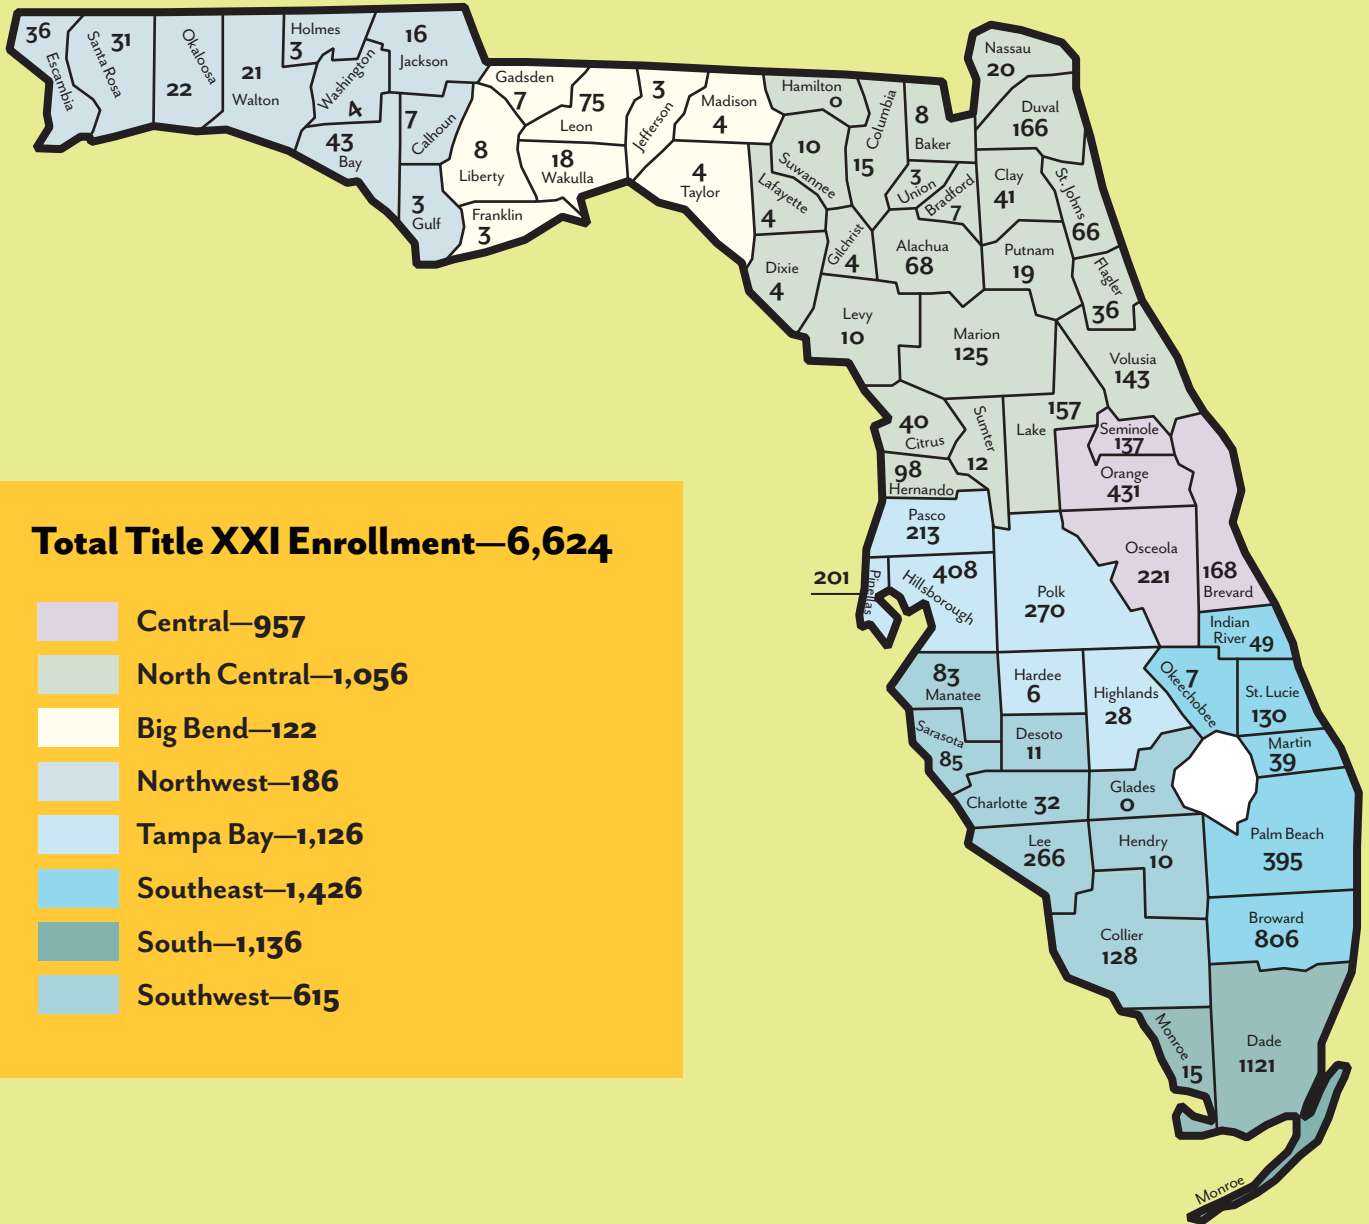 36
Escambia
Santa Rosa
31
Okaloosa
22
21
Walton
Holmes
3
Washington
4
16
Jackson
43
Bay
7
Calhoun
3
Gulf
Gadsden
7
8
Liberty
75
Leon
18
Wakulla
Franklin
3
3
Jefferson
Madison
4
4
Taylor
Hamilton
0
10
Suwannee
Lafayette
4
Dixie
4
Columbia
15
8
Baker
3
Union
Bradford
7
Gilchrist
4
Alachua
68
Nassau
20
Duval
166
Clay
41
St. Johns
66
Putnam
19
Flagler
36
Levy
10
Marion
125
Volusia
143
40
Citrus
Sumter
12
157
Lake
98
Hernando
Seminole
137
Orange
431
Pasco
213
Osceola
221
168
Brevard
201
Pinellas
408
Hillsborough
Polk
270
Indian
River 49
83
Manatee
Hardee
6
Highlands
28
7
Okeechobee
St. Lucie
130
Sarasota
85
Desoto
11
Martin
39
Charlotte 32
Glades
0
Lee
266
Hendry
10
Palm Beach
395
Collier
128
Broward
806
Monroe
15
Dade
1121
Monroe
Total Title XXI Enrollment—6,624
Central—957
North Central—1,056
Big Bend—122
Northwest—186
Tampa Bay—1,126
Southeast—1,426
South—1,136
Southwest—615